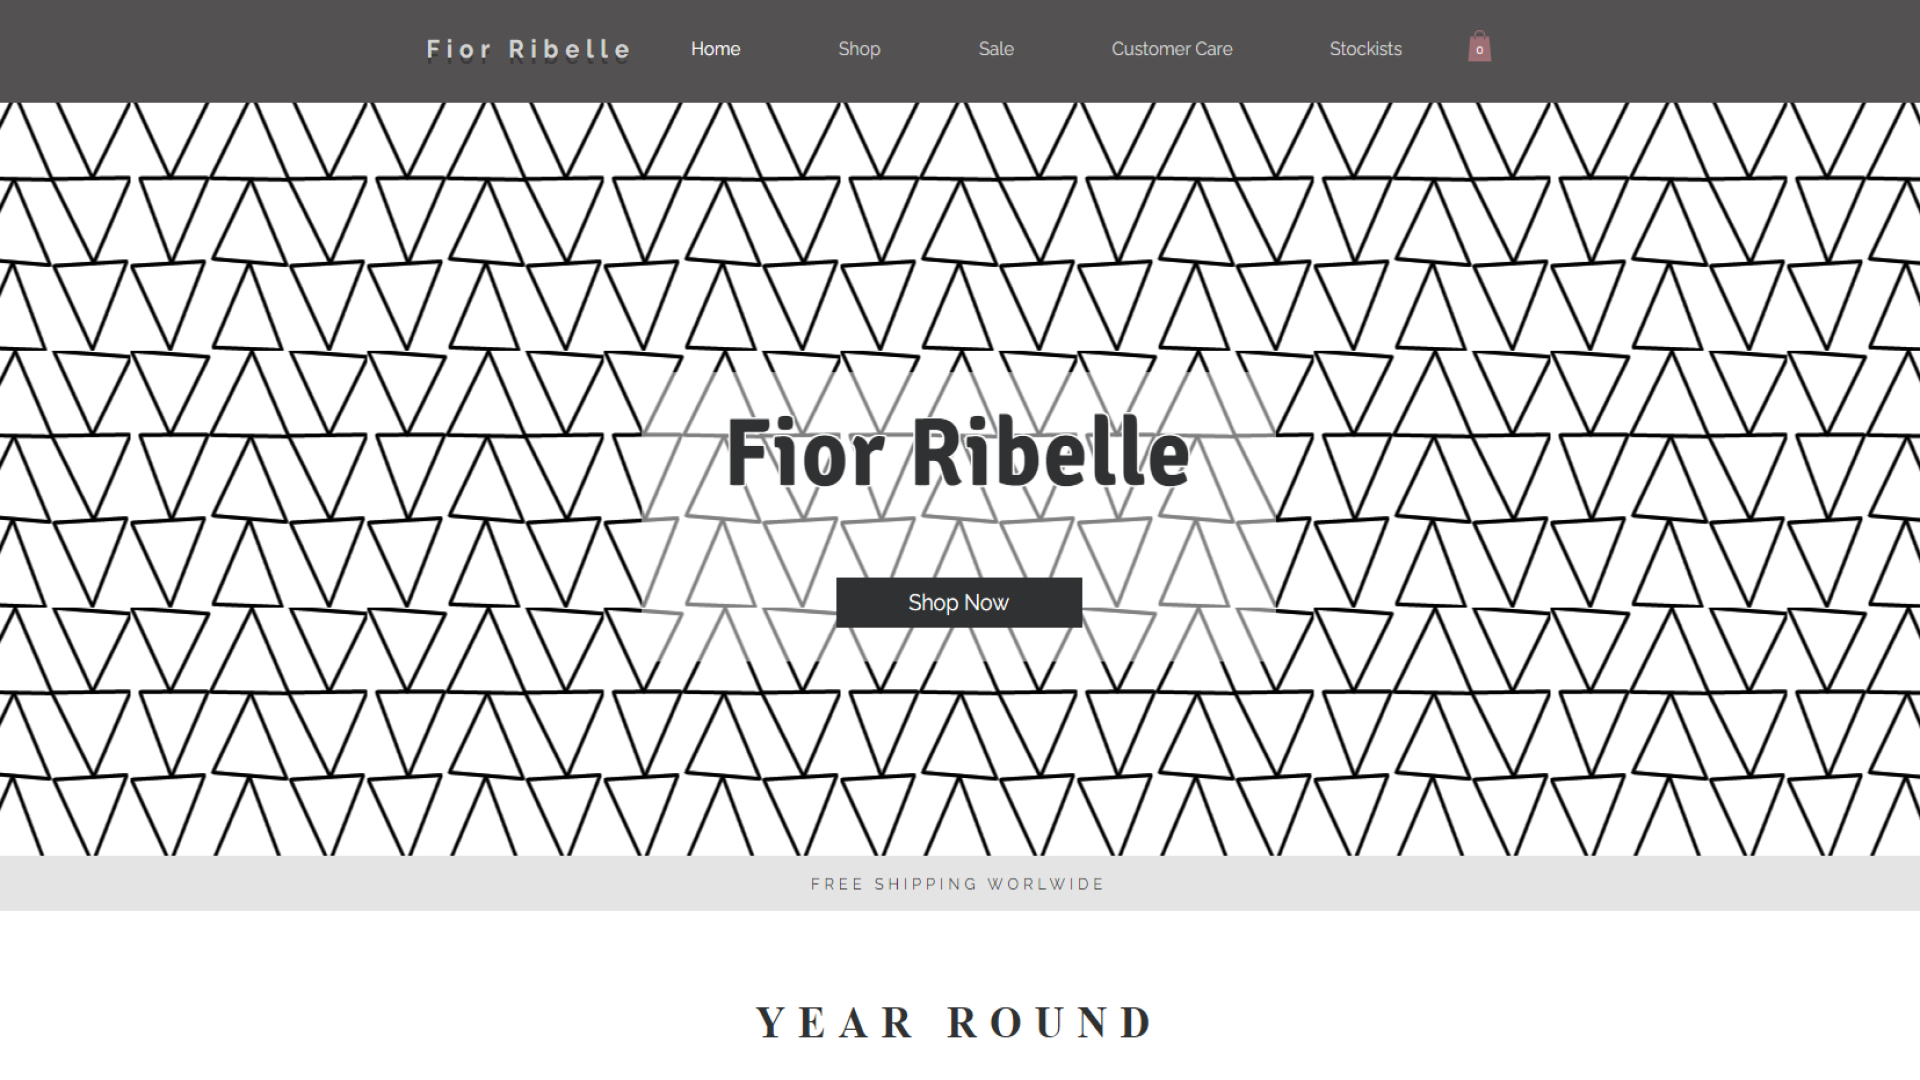 Fior Ribelle Home Shop Sale Customer Care Stockists 0
Fior Ribelle
Shop Now
FREE SHIPPING WORLWIDE
YEAR ROUND